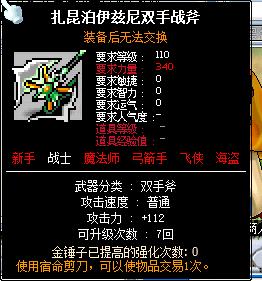 扎昆泊伊兹尼双手战斧
装备后无法交换
要求等级: 110
要求力量: 340
要求敏捷: -
要求智力: -
要求运气: -
要求人气度: -
道具等级: -
道具经验值: -
新手 战士 魔法师 弓箭手 飞侠 海盗
武器分类 : 双手斧
攻击速度 : 普通
攻击力 : +112
可升级次数 : 7回
金锤子已提高的强化次数: 0
使用宿命剪刀，可以使物品交易1次。